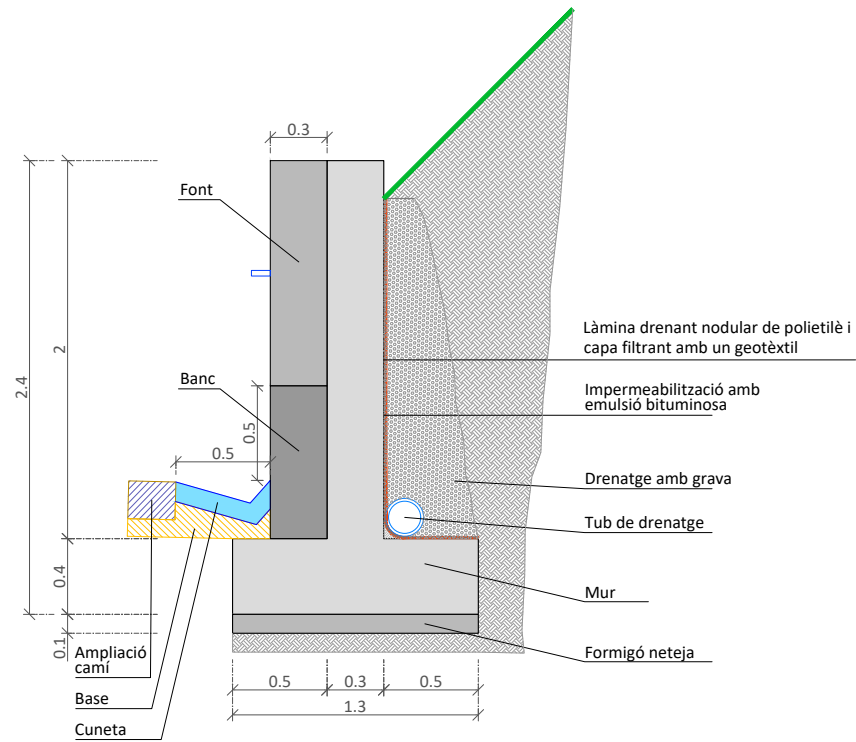 0.3
Font
2.4
2
Làmina drenant nodular de polietilè i
capa filtrant amb un geotèxtil
Banc
Impermeabilització amb
emulsió bituminosa
0.5
0.5
Drenatge amb grava
Tub de drenatge
0.4
Mur
0.1
Ampliació
camí
Formigó neteja
0.5 0.3 0.5
Base
1.3
Cuneta